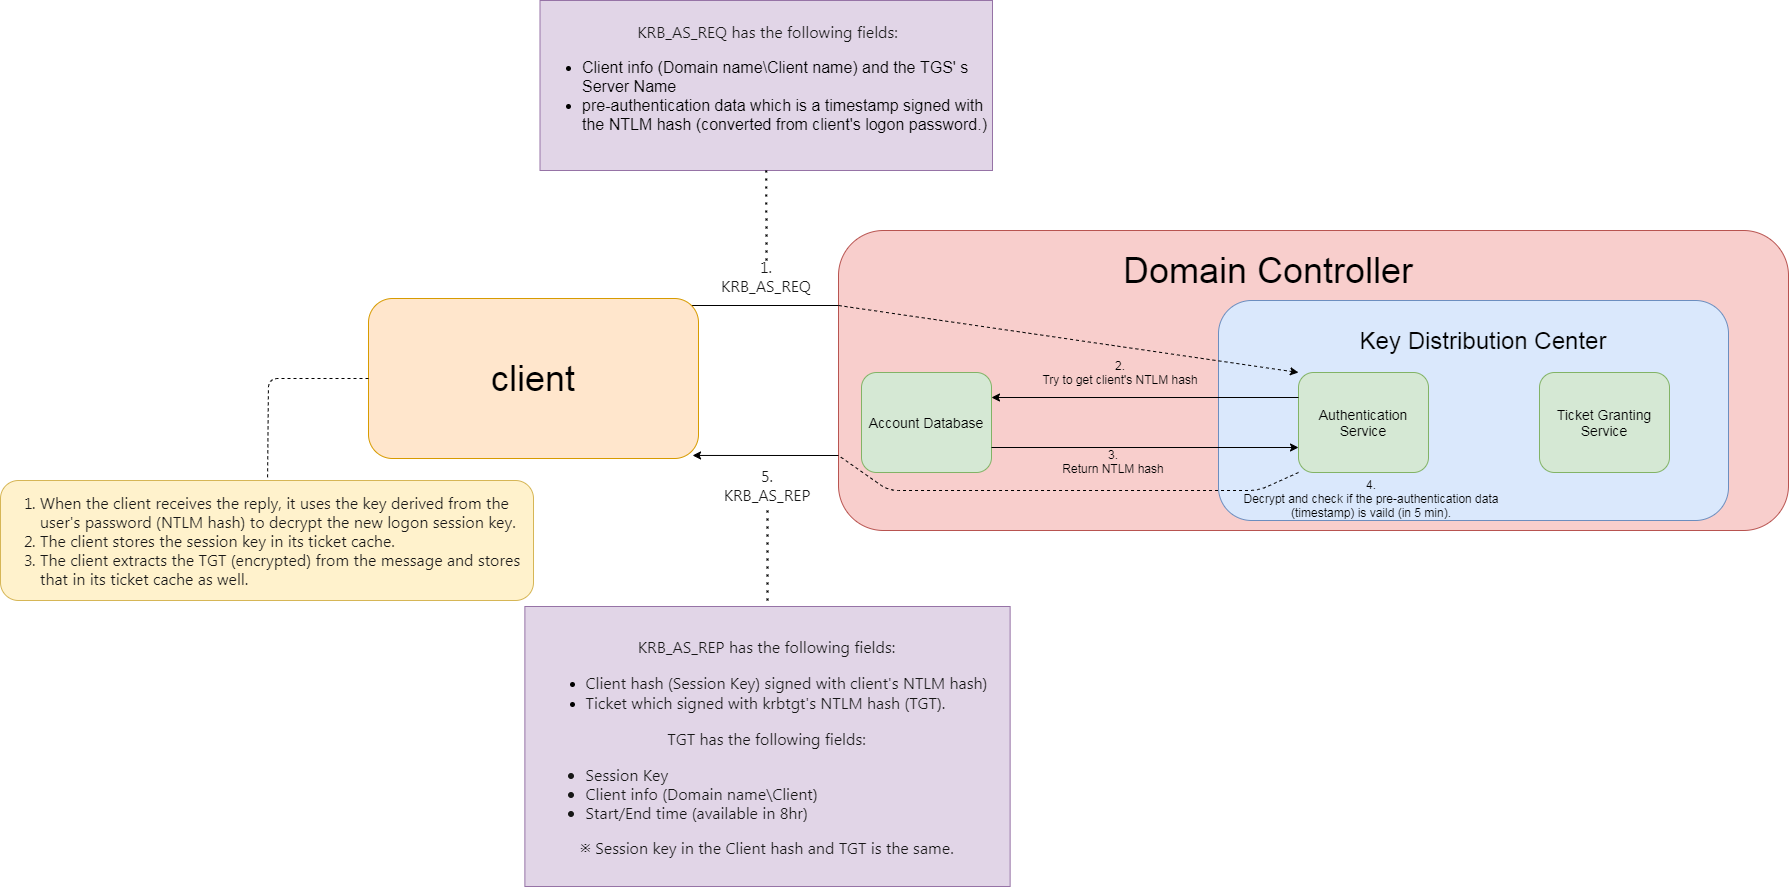 KRB_AS_REQ has the following fields:
Client info (Domain name\Client name) and the TGS' s
Server Name
pre-authentication data which is a timestamp signed with
the NTLM hash (converted from client's logon password.)
1.
KRB_AS_REQ
Domain Controller
Key Distribution Center
client
2.
Try to get client's NTLM hash
Account Database
Authentication
Service
Ticket Granting
Service
3.
Return NTLM hash
4.
Decrypt and check if the pre-authentication data
(timestamp) is vaild (in 5 min).
5.
KRB_AS_REP
1. When the client receives the reply, it uses the key derived from the
user's password (NTLM hash) to decrypt the new logon session key.
2. The client stores the session key in its ticket cache.
3. The client extracts the TGT (encrypted) from the message and stores
that in its ticket cache as well.
KRB_AS_REP has the following fields:
Client hash (Session Key) signed with client's NTLM hash)
Ticket which signed with krbtgt's NTLM hash (TGT).
TGT has the following fields:
Session Key
Client info (Domain name\Client)
Start/End time (available in 8hr)
※ Session key in the Client hash and TGT is the same.